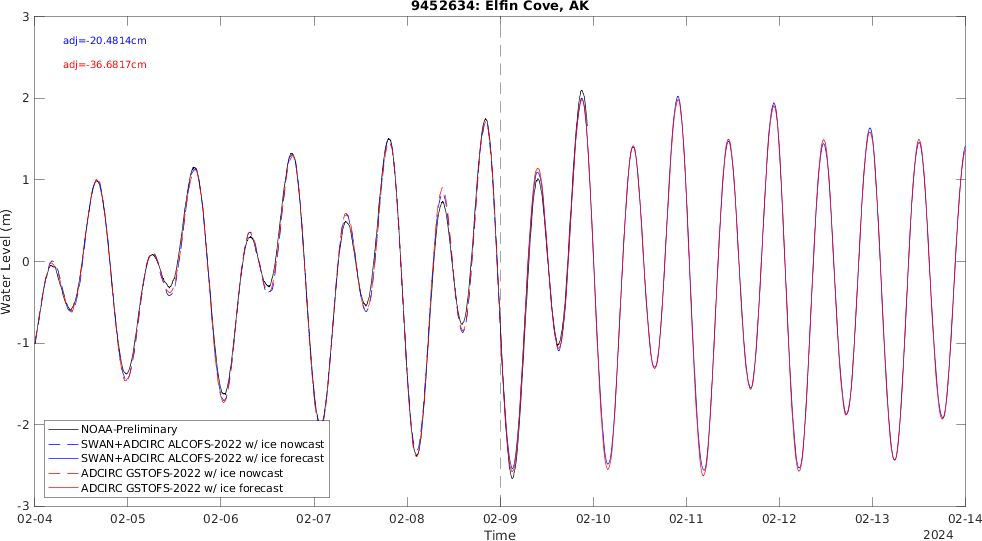 9452634: Elfin Cove, AK
adj=-20.4814cm
adj=-36.6817cm
3
2
1
0
-1
-2
-3
Water Level (m)
NOAA-Preliminary
SWAN+ADCIRC ALCOFS-2022 w/ ice nowcast
SWAN+ADCIRC ALCOFS-2022 w/ ice forecast
ADCIRC GSTOFS-2022 w/ ice nowcast
ADCIRC GSTOFS-2022 w/ ice forecast
02-04 02-05 02-06 02-07 02-08 02-09 02-10 02-11 02-12 02-13 02-14
Time
2024